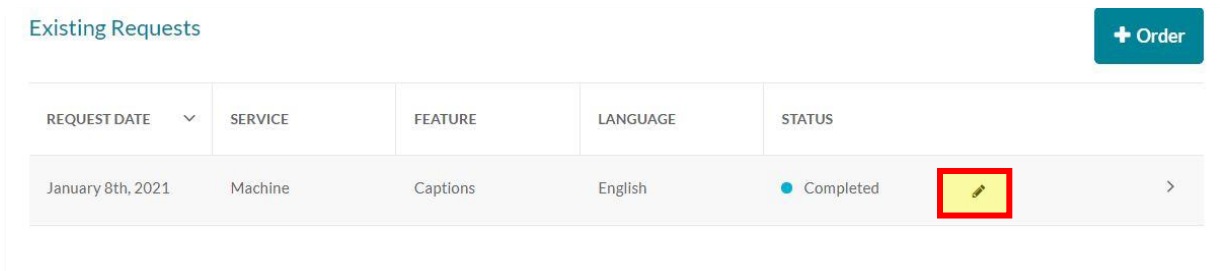 Existing Requests
+ Order
REQUEST DATE SERVICE FEATURE LANGUAGE STATUS
January 8th, 2021 Machine Captions English Completed